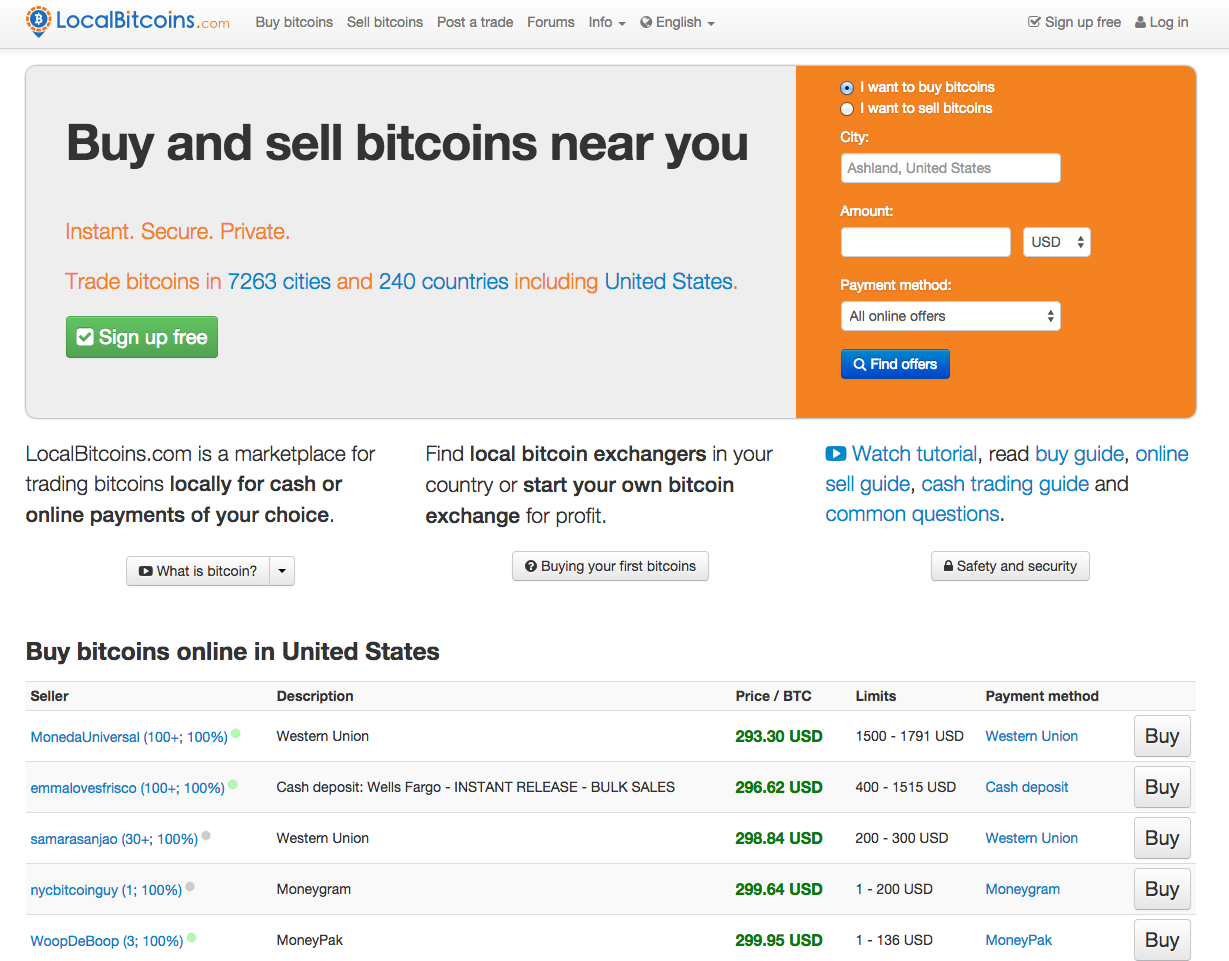 LocalBitcoins.com Buy bitcoins Sell bitcoins Post a trade Forums Info English Sign up free Log in
Buy and sell bitcoins near you
Instant. Secure. Private.
Trade bitcoins in 7263 cities and 240 countries including United States.
Sign up free
I want to buy bitcoins
I want to sell bitcoins
City:
Ashland, United States
Amount:
USD
Payment method:
All online offers
Find offers
LocalBitcoins.com is a marketplace for
trading bitcoins locally for cash or
online payments of your choice.
What is bitcoin?
Find local bitcoin exchangers in your
country or start your own bitcoin
exchange for profit.
Buying your first bitcoins
Watch tutorial, read buy guide, online
sell guide, cash trading guide and
common questions.
Safety and security
Buy bitcoins online in United States
Seller Description Price / BTC Limits Payment method
MonedaUniversal (100+; 100%) Western Union 293.30 USD 1500 - 1791 USD Western Union Buy
emmalovesfrisco (100+; 100%) Cash deposit: Wells Fargo - INSTANT RELEASE - BULK SALES 296.62 USD 400 - 1515 USD Cash deposit Buy
samarasanjao (30+; 100%) Western Union 298.84 USD 200 - 300 USD Western Union Buy
nycbitcoinguy (1; 100%) Moneygram 299.64 USD 1 - 200 USD Moneygram Buy
WoopDeBoop (3; 100%) MoneyPak 299.95 USD 1 - 136 USD MoneyPak Buy